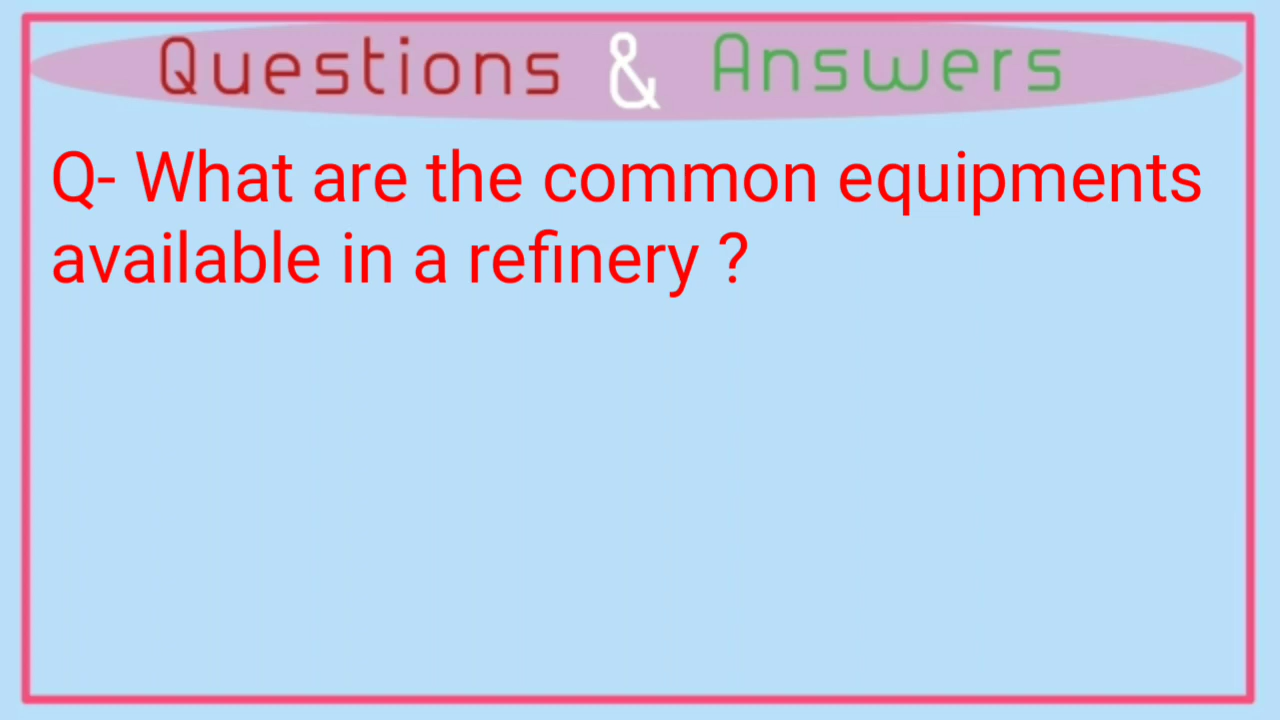 Questions & Answers
Q- What are the common equipments
available in a refinery ?